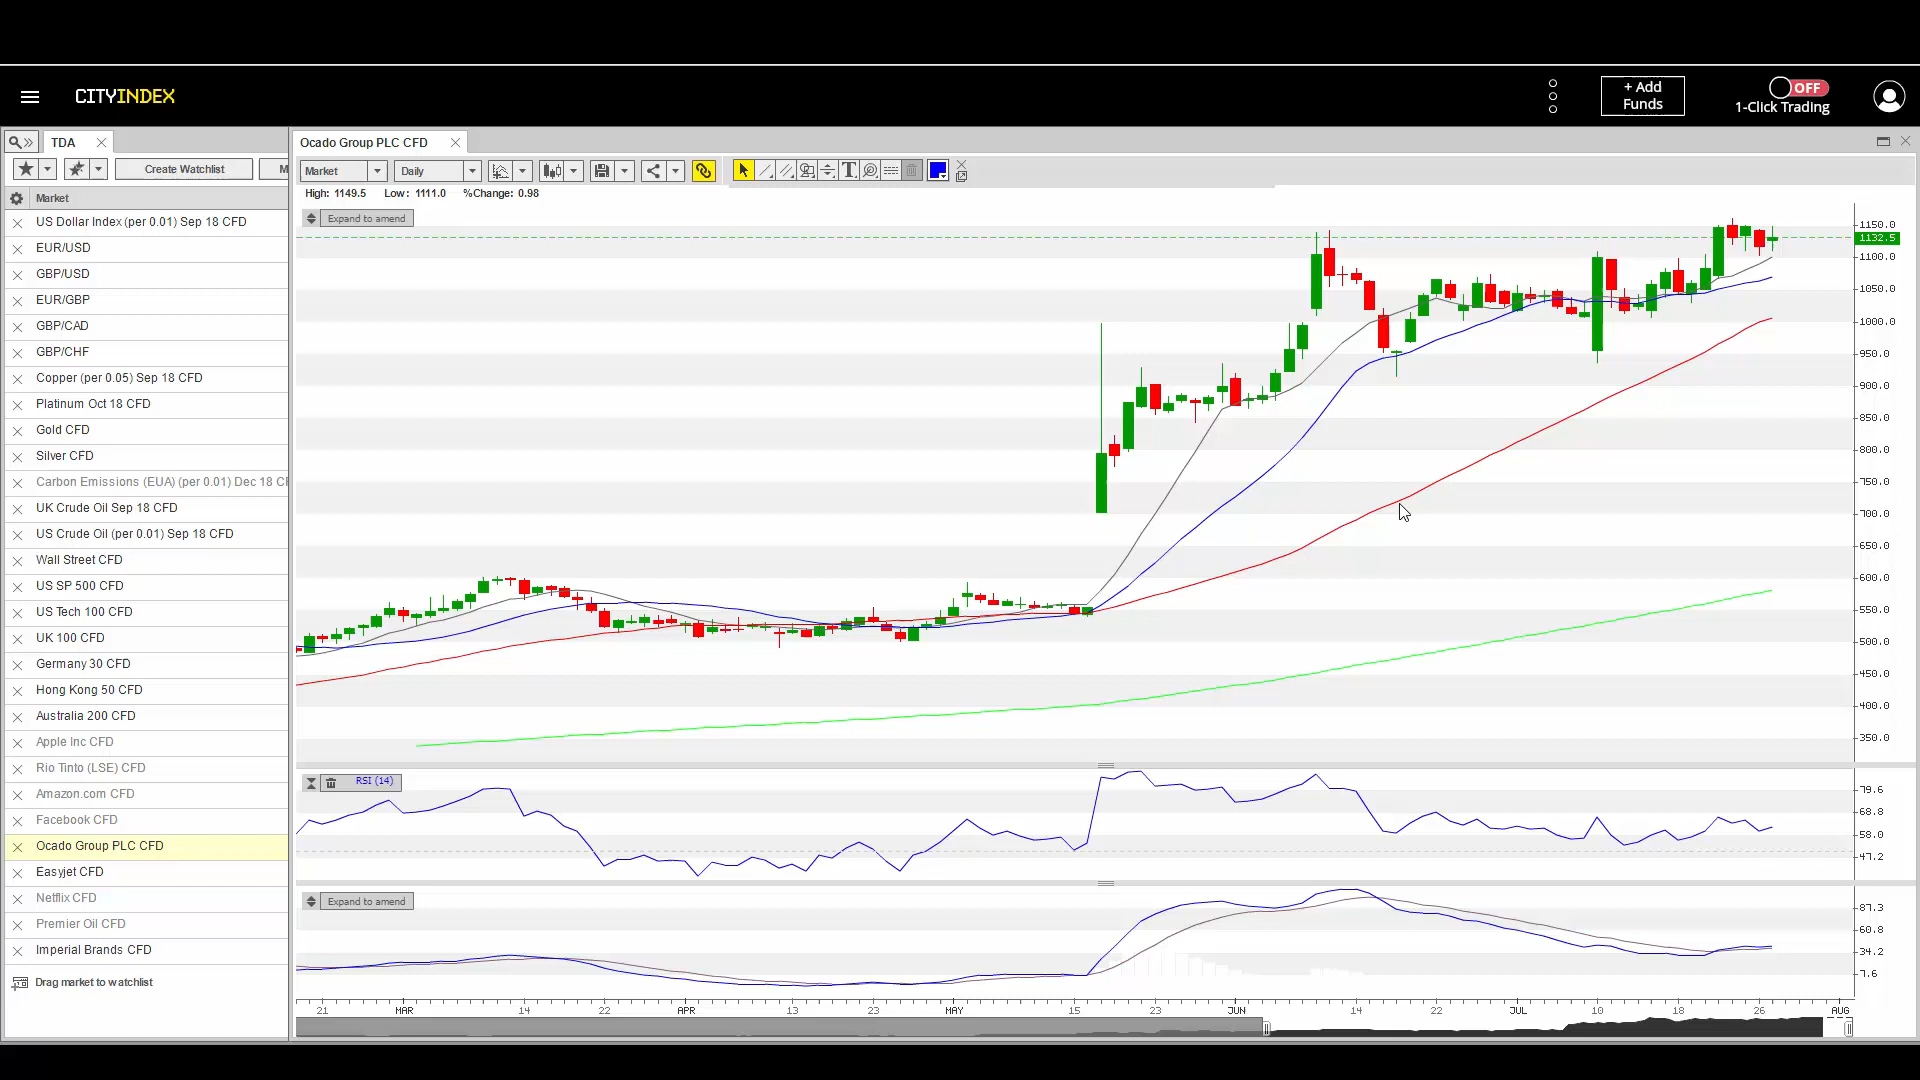 CITYINDEX
+ Add
Funds
OFF
1-Click Trading
TDA
Ocado Group PLC CFD
Create Watchlist
M
Market
Daily
T
Market
High: 1149.5 Low: 1111.0 %Change: 0.98
Expand to amend
US Dollar Index (per 0.01) Sep 18 CFD
EUR/USD
GBP/USD
EUR/GBP
GBP/CAD
GBP/CHF
Copper (per 0.05) Sep 18 CFD
Platinum Oct 18 CFD
Gold CFD
Silver CFD
Carbon Emissions (EUA) (per 0.01) Dec 18 CF
UK Crude Oil Sep 18 CFD
US Crude Oil (per 0.01) Sep 18 CFD
Wall Street CFD
US SP 500 CFD
US Tech 100 CFD
UK 100 CFD
Germany 30 CFD
Hong Kong 50 CFD
Australia 200 CFD
Apple Inc CFD
Rio Tinto (LSE) CFD
Amazon.com CFD
Facebook CFD
Ocado Group PLC CFD
Easyjet CFD
Netflix CFD
Premier Oil CFD
Imperial Brands CFD
Drag market to watchlist
1150.0
1132.5
1100.0
1050.0
1000.0
950.0
900.0
850.0
800.0
750.0
700.0
650.0
600.0
550.0
500.0
450.0
400.0
350.0
RSI (14)
79.6
68.8
58.0
47.2
Expand to amend
87.3
60.8
34.2
7.6
21 MAR 14 22 APR 13 23 MAY 15 23 JUN 14 22 JUL 10 18 26 AUG